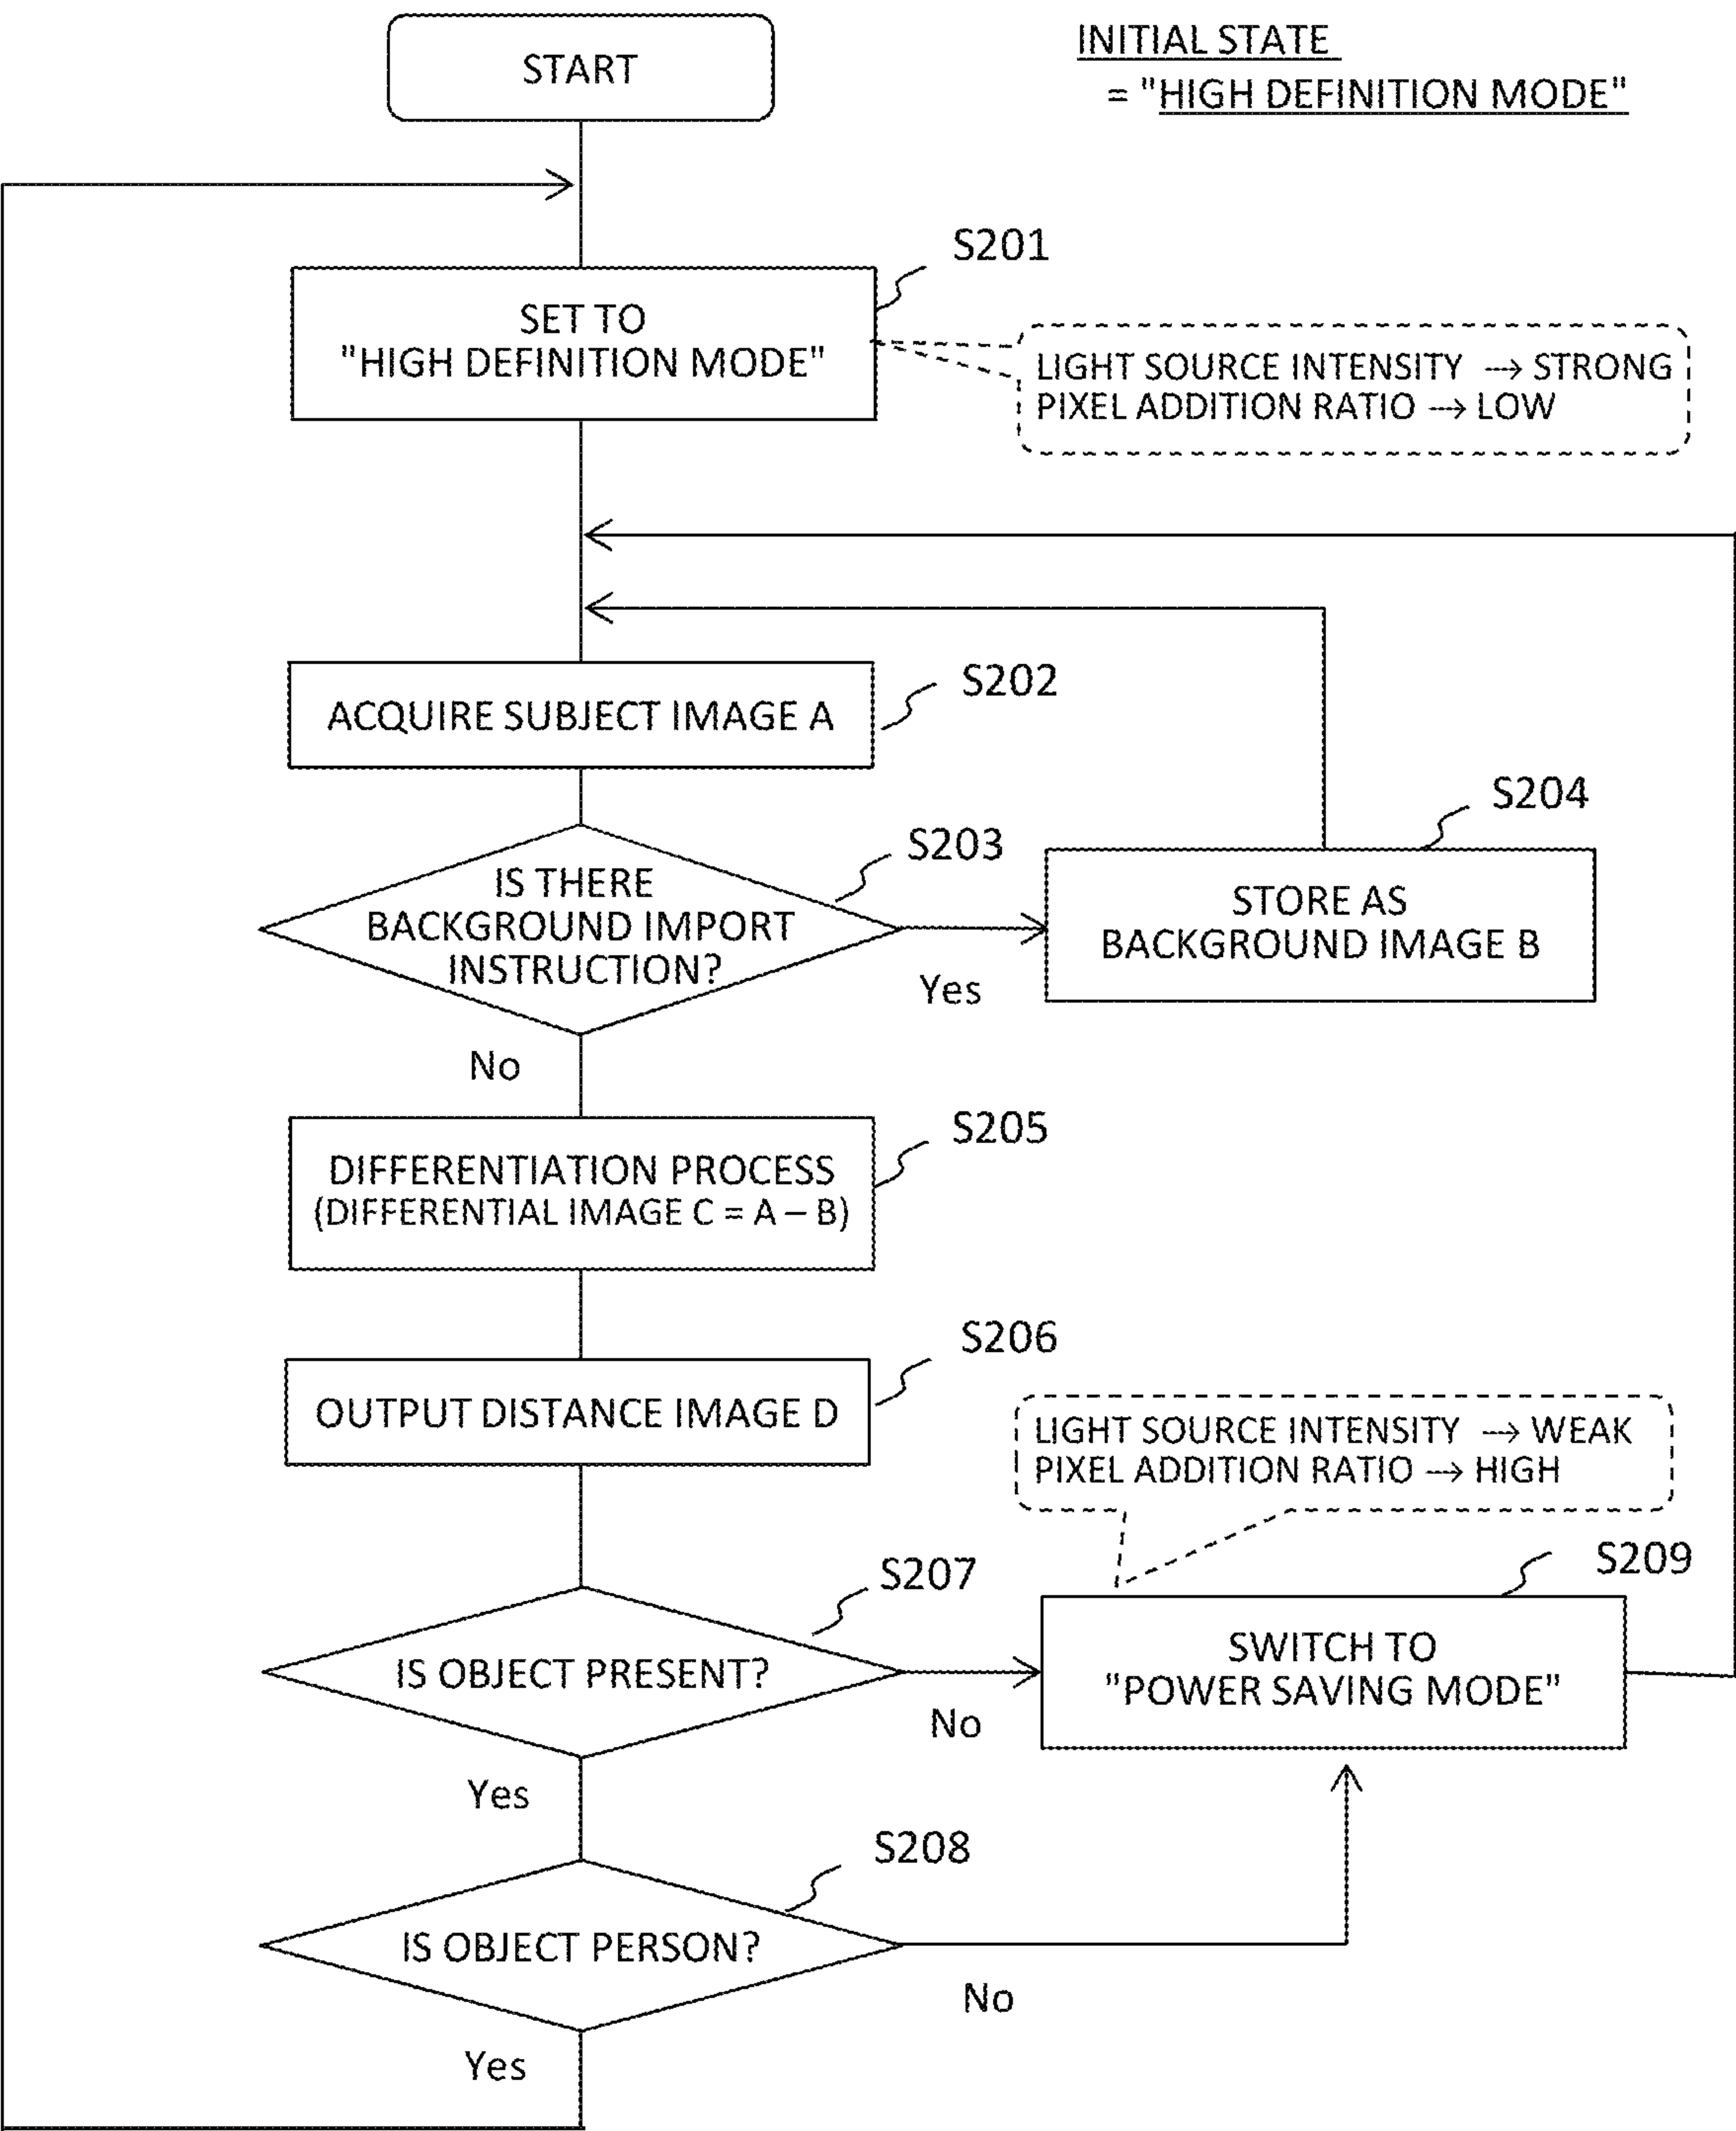 START
INITIAL STATE
= "HIGH DEFINITION MODE"
S201
SET TO
"HIGH DEFINITION MODE"
LIGHT SOURCE INTENSITY → STRONG
PIXEL ADDITION RATIO → LOW
S202
ACQUIRE SUBJECT IMAGE A
S203
IS THERE
BACKGROUND IMPORT
INSTRUCTION?
Yes
No
S204
STORE AS
BACKGROUND IMAGE B
S205
DIFFERENTIATION PROCESS
(DIFFERENTIAL IMAGE C = A – B)
S206
OUTPUT DISTANCE IMAGE D
LIGHT SOURCE INTENSITY → WEAK
PIXEL ADDITION RATIO → HIGH
S207
IS OBJECT PRESENT?
No
Yes
S209
SWITCH TO
"POWER SAVING MODE"
S208
IS OBJECT PERSON?
No
Yes